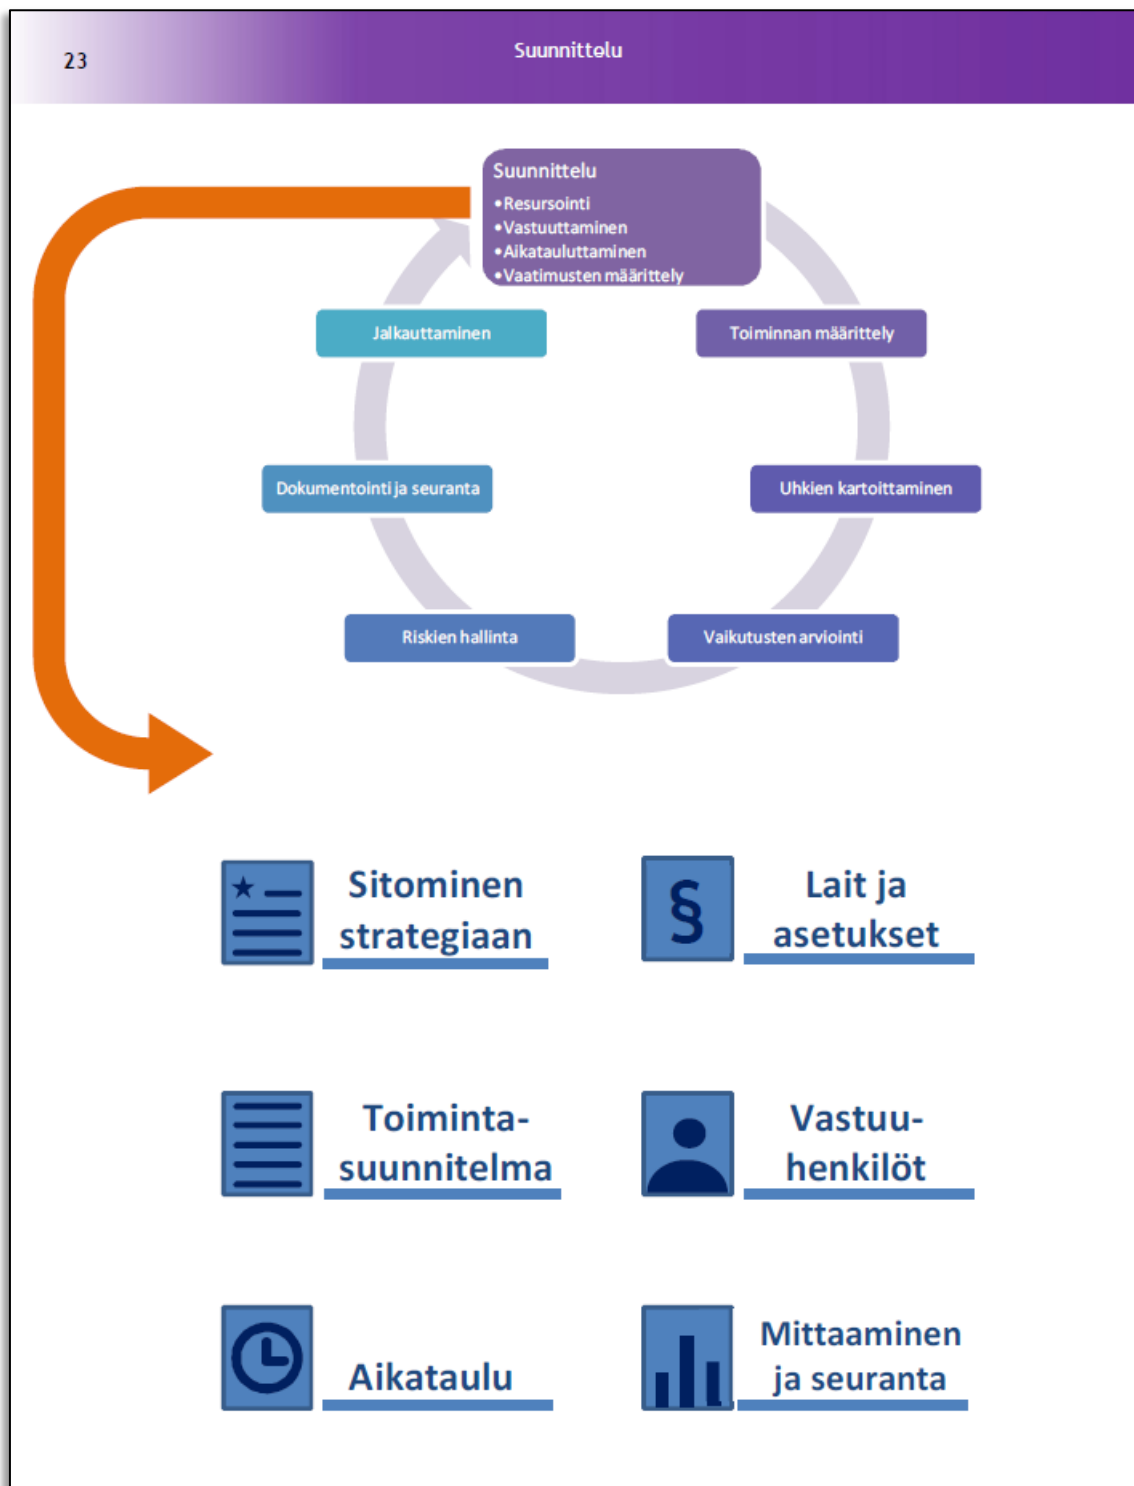 23
Suunnittelu
Suunnittelu
•Resursointi
•Vastuuttaminen
•Aikatauluttaminen
•Vaatimusten määrittely
Jalkauttaminen
Toiminnan määrittely
Dokumentointi ja seuranta
Uhkien kartoittaminen
Riskien hallinta
Vaikutusten arviointi
Sitominen
strategiaan
§
Lait ja
asetukset
Toiminta-
suunnitelma
Vastuu-
henkilöt
Aikataulu
Mittaaminen
ja seuranta